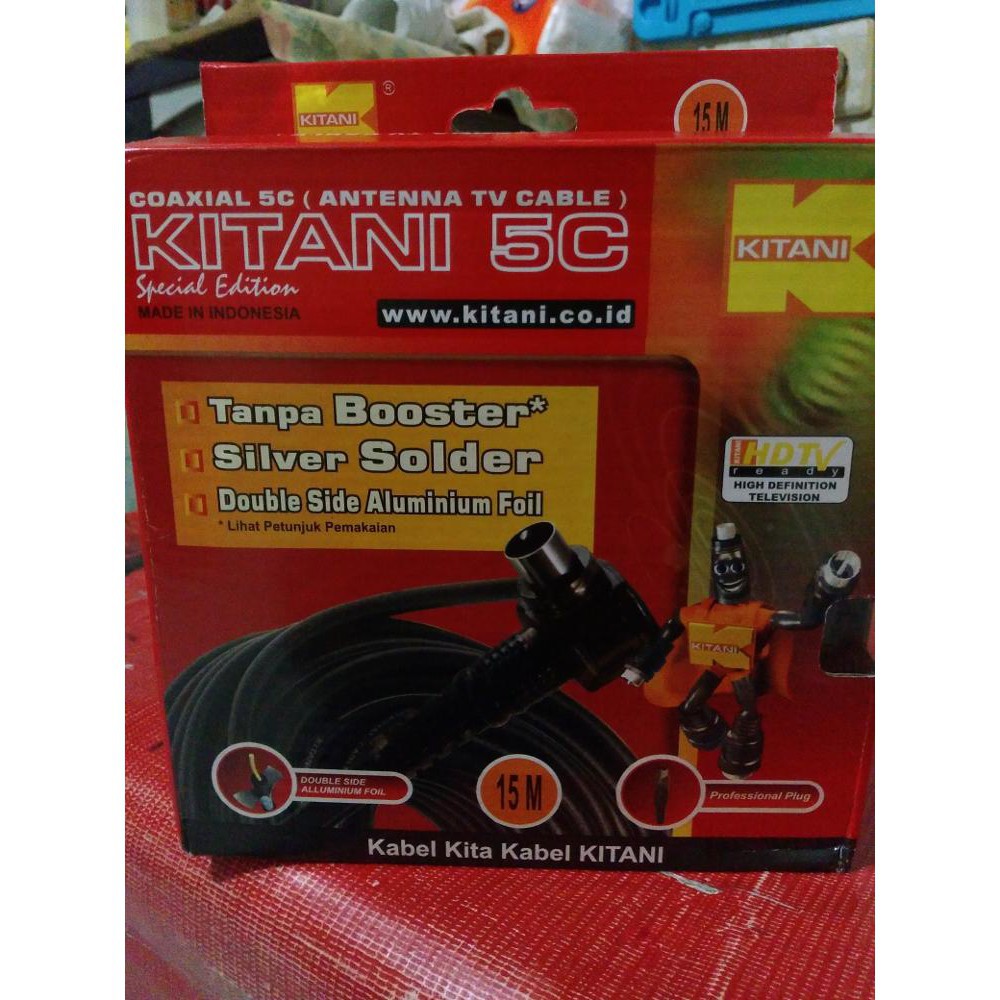 KITANI
®
15 M
COAXIAL 5C ( ANTENNA TV CABLE )
KITANI 5C
Special Edition
MADE IN INDONESIA
www.kitani.co.id
KITANI
Tanpa Booster*
Silver Solder
Double Side Aluminium Foil
* Lihat Petunjuk Pemakaian
KITANI
HDTV
ready
HIGH DEFINITION
TELEVISION
KITANI
DOUBLE SIDE
ALLUMINIUM FOIL
15 M
Professional Plug
Kabel Kita Kabel KITANI